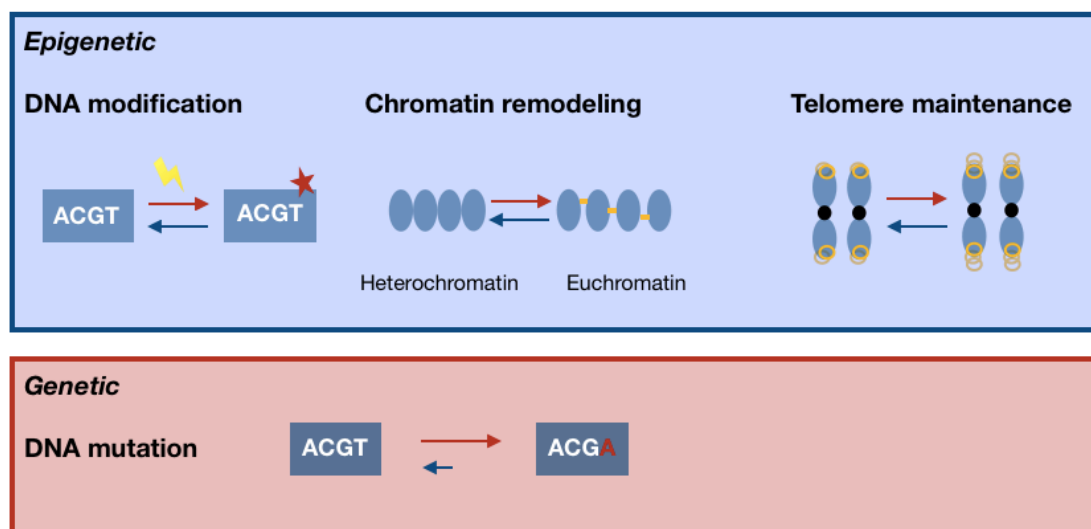 Epigenetic
DNA modification
Chromatin remodeling
Telomere maintenance
ACGT
ACGT
Heterochromatin
Euchromatin
Genetic
DNA mutation
ACGT
ACGA